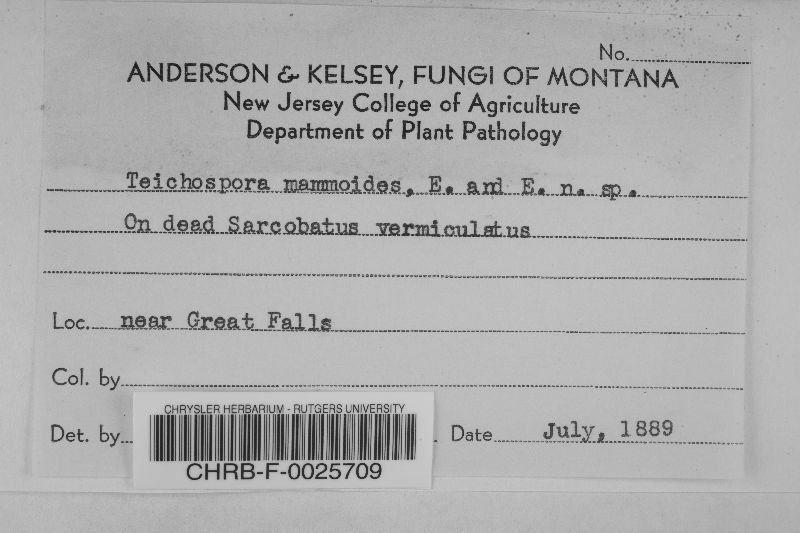 No.
ANDERSON & KELSEY, FUNGI OF MONTANA
New Jersey College of Agriculture
Department of Plant Pathology
Teichospora mammoides, E. and E. n. sp.
On dead Sarcobatus vermiculatus
Loc. near Great Falls
Col. by
Det. by Date July, 1889
CHRYSLER HERBARIUM - RUTGERS UNIVERSITY
CHRB-F-0025709